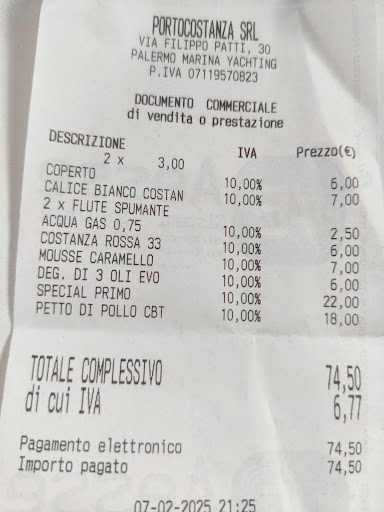 PORTOCOSTANZA SRL
VIA FILIPPO PATTI, 30
PALERMO MARINA YACHTING
P.IVA 07119570823
DOCUMENTO COMMERCIALE
di vendita o prestazione
DESCRIZIONE IVA Prezzo(€)
2 x 3,00
COPERTO 10,00% 6,00
CALICE BIANCO COSTAN 10,00% 7,00
2 x FLUTE SPUMANTE
ACQUA GAS 0,75 10,00% 2,50
COSTANZA ROSSA 33 10,00% 6,00
MOUSSE CARAMELLO 10,00% 7,00
DEG. DI 3 OLI EVO 10,00% 6,00
SPECIAL PRIMO 10,00% 22,00
PETTO DI POLLO CBT 10,00% 18,00
TOTALE COMPLESSIVO 74,50
di cui IVA 6,77
Pagamento elettronico 74,50
Importo pagato 74,50
07-02-2025 21:25